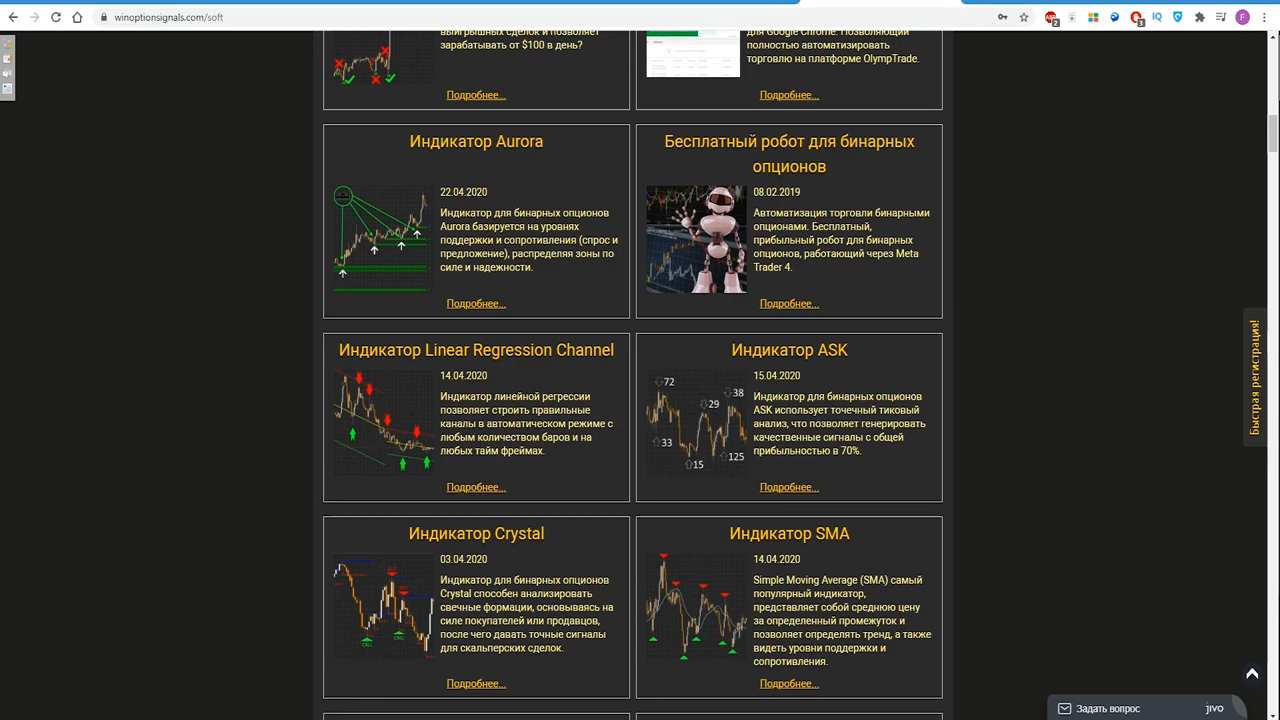 winoptionsignals.com/soft
выигрышных сделок и позволяет
зарабатывать от $100 в день?
Подробнее...
для Google Chrome. Позволяющий
полностью автоматизировать
торговлю на платформе OlympTrade.
Подробнее...
Индикатор Aurora
22.04.2020
Индикатор для бинарных опционов
Aurora базируется на уровнях
поддержки и сопротивления (спрос и
предложение), распределяя зоны по
силе и надежности.
Подробнее...
Бесплатный робот для бинарных
опционов
08.02.2019
Автоматизация торговли бинарными
опционами. Бесплатный,
прибыльный робот для бинарных
опционов, работающий через Meta
Trader 4.
Подробнее...
Индикатор Linear Regression Channel
14.04.2020
Индикатор линейной регрессии
позволяет строить правильные
каналы в автоматическом режиме с
любым количеством баров и на
любых тайм фреймах.
Подробнее...
Индикатор ASK
72
38
29
33
125
15
15.04.2020
Индикатор для бинарных опционов
ASK использует точечный тиковый
анализ, что позволяет генерировать
качественные сигналы с общей
прибыльностью в 70%.
Подробнее...
Индикатор Crystal
03.04.2020
Индикатор для бинарных опционов
Crystal способен анализировать
свечные формации, основываясь на
силе покупателей или продавцов,
после чего давать точные сигналы
для скальперских сделок.
Подробнее...
Индикатор SMA
14.04.2020
Simple Moving Average (SMA) самый
популярный индикатор,
представляет собой среднюю цену
за определенный промежуток и
позволяет определять тренд, а также
видеть уровни поддержки и
сопротивления.
Подробнее...
Быстрая регистрация!
Задать вопрос
jivo